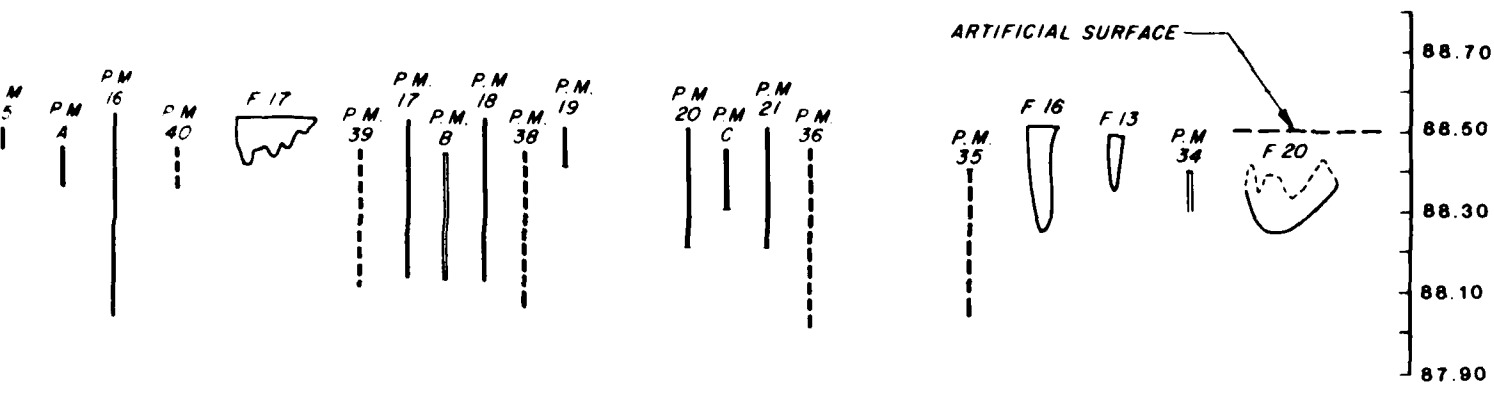 M
5
P M
A
P M
16
P M
40
F 17
P M.
39
P M.
17
P. M.
B
P. M
18
P. M.
38
P. M.
19
P M
20
P M
C
P. M
21
P. M.
36
P. M.
35
F 16
F 13
P. M
34
ARTIFICIAL SURFACE
F 20
88.70
88.50
88.30
88.10
87.90